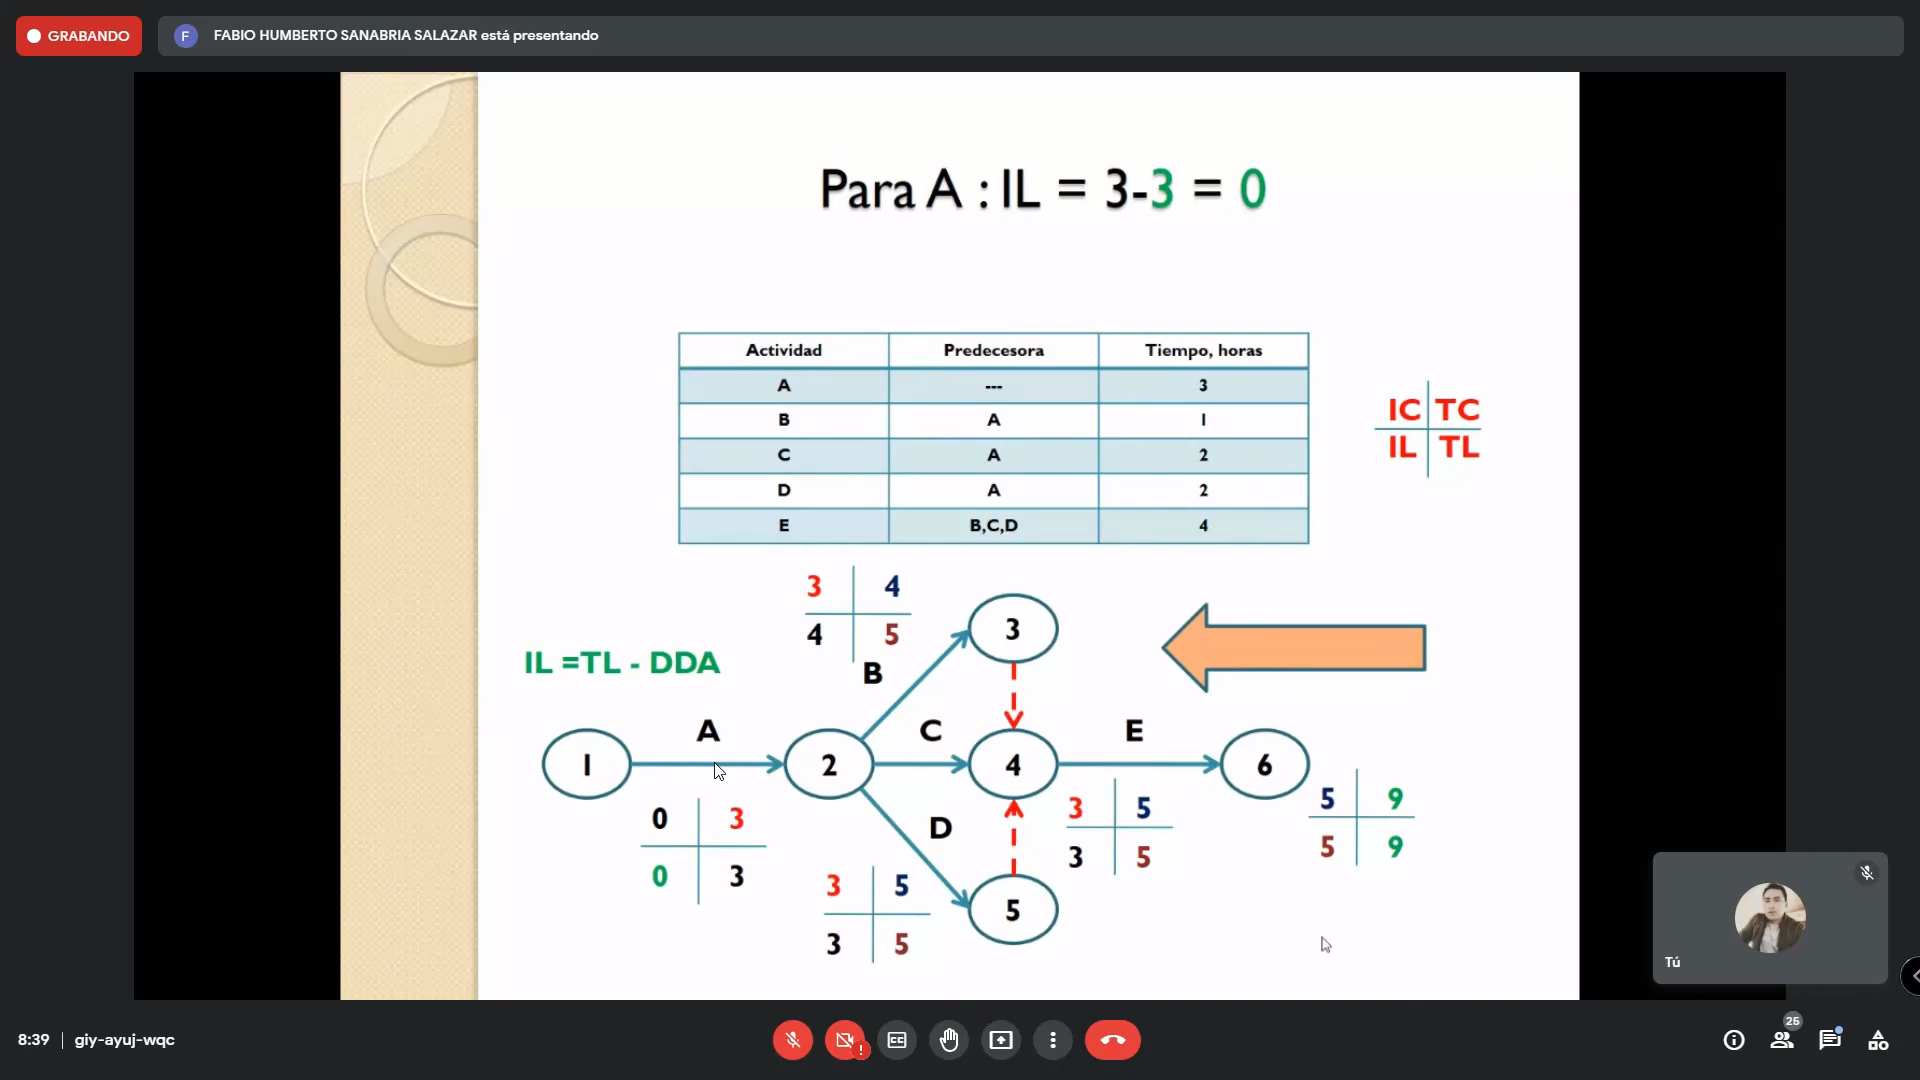 GRABANDO
F
FABIO HUMBERTO SANABRIA SALAZAR está presentando
Para A : IL = 3-3 = 0
Actividad Predecesora Tiempo, horas
A --- 3
B A 1
C A 2
D A 2
E B,C,D 4
IC TC
IL TL
3 4
4 5
IL =TL - DDA
B
3
A
C
E
1
2
4
6
0 3
0 3
D
3 5
3 5
5 9
5 9
3 5
3 5
5
Tú
8:39
giy-ayuj-wqc
CC
25